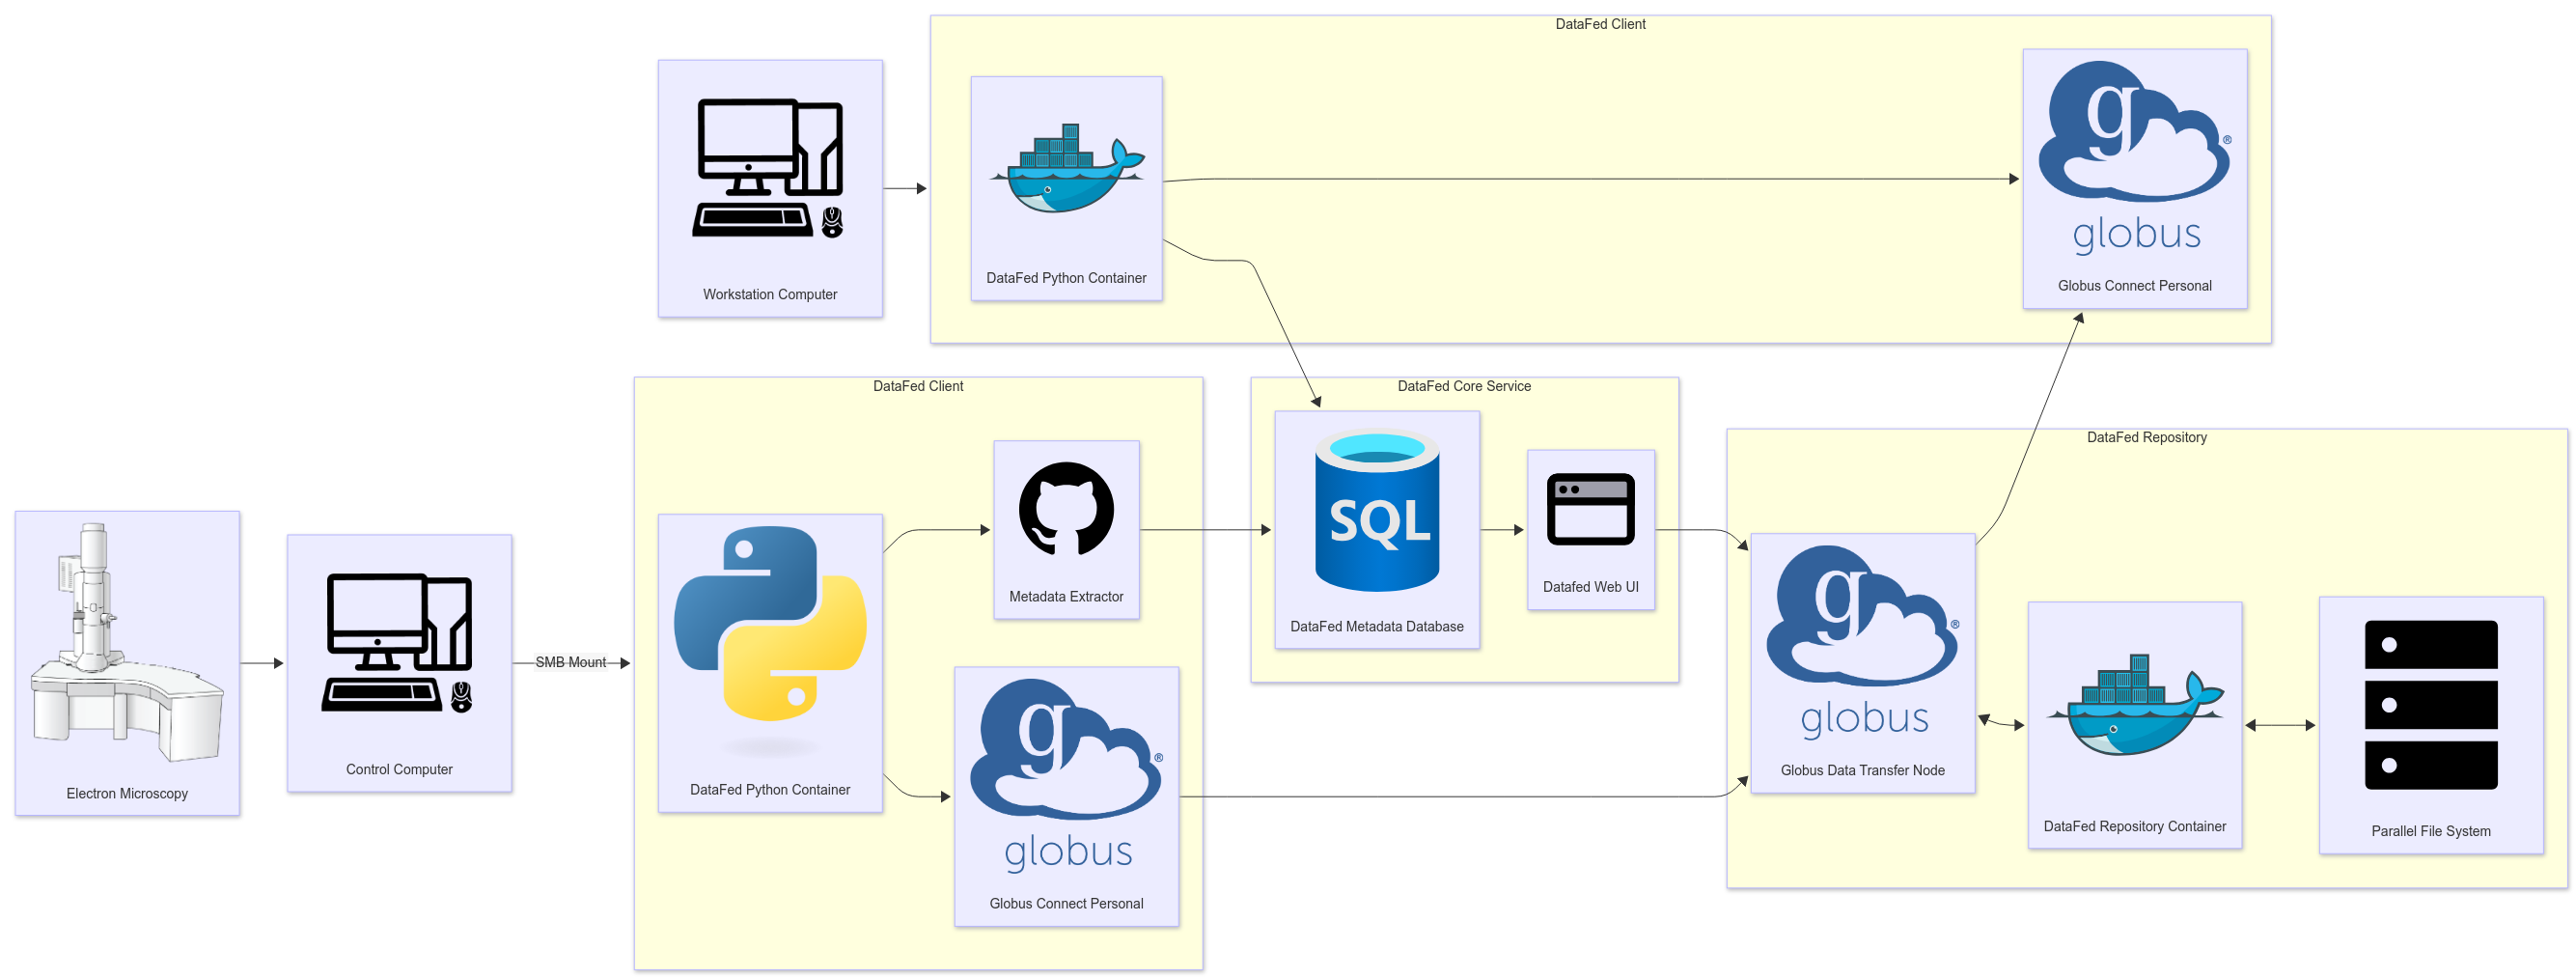 DataFed Client
g
®
globus
Workstation Computer
DataFed Python Container
Globus Connect Personal
DataFed Client
DataFed Core Service
DataFed Repository
SQL
Metadata Extractor
Datafed Web UI
DataFed Metadata Database
SMB Mount
g
®
globus
g
®
globus
Electron Microscopy
Control Computer
DataFed Python Container
Globus Connect Personal
Globus Data Transfer Node
DataFed Repository Container
Parallel File System